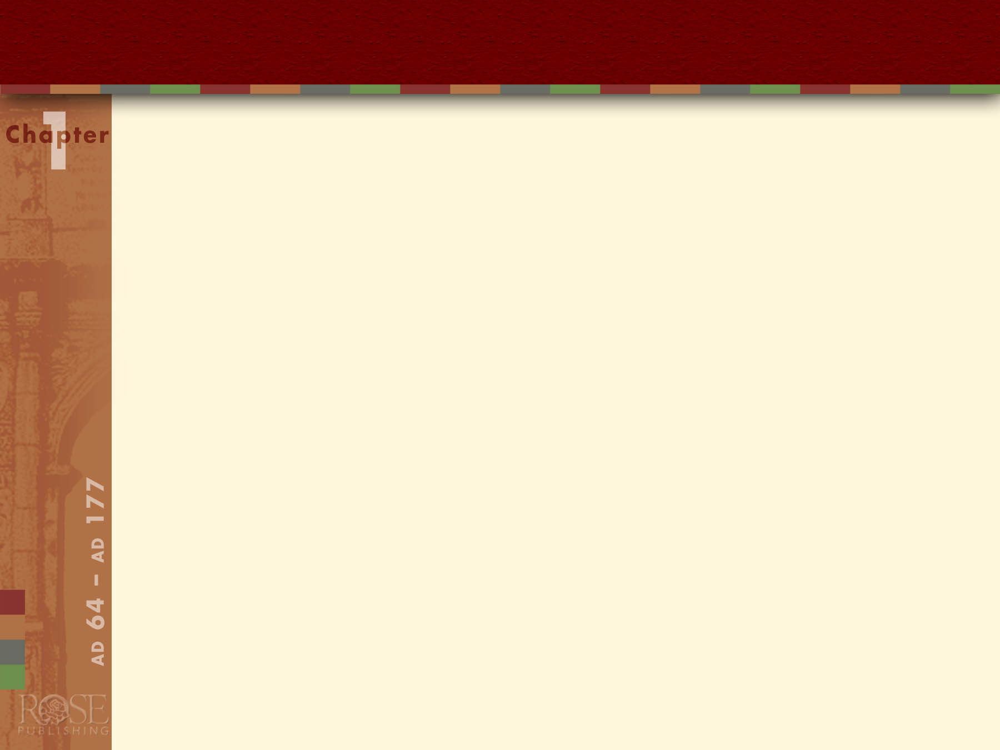 Chapter
1
AD 64 – AD 177
ROSE
PUBLISHING